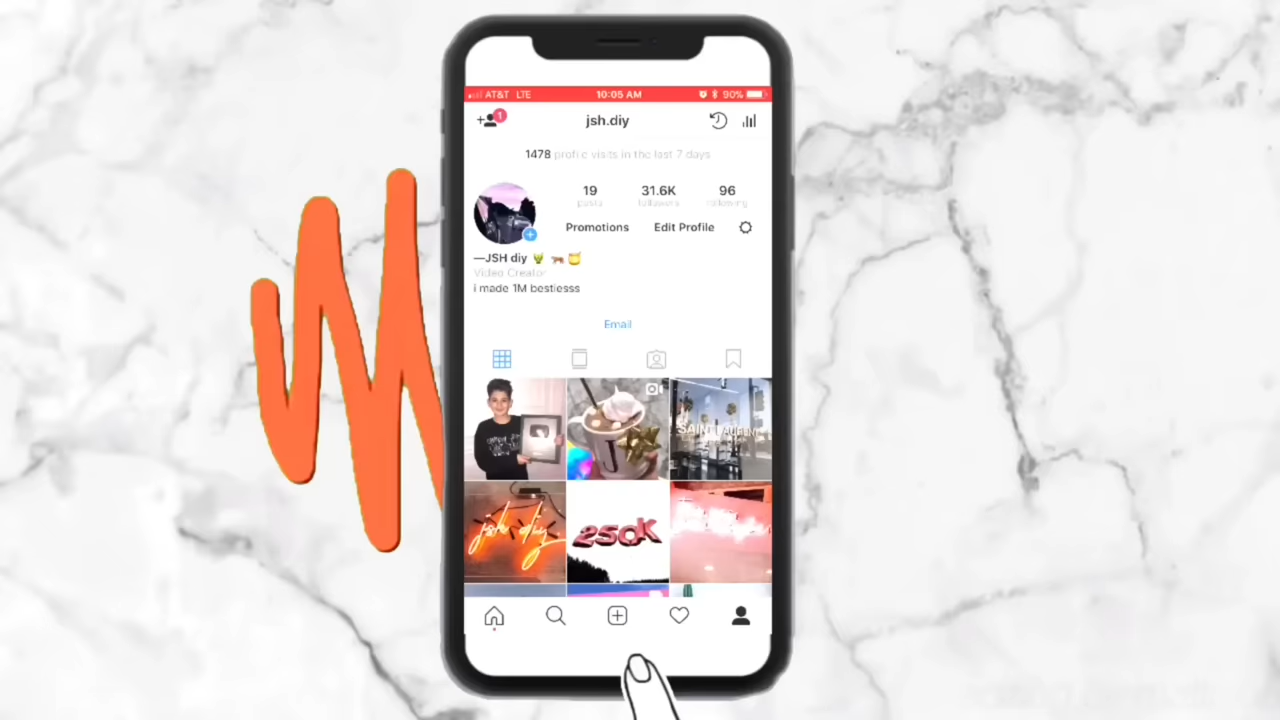 AT&T LTE 10:05 AM 90%
1
jsh.diy
1478 profile visits in the last 7 days
19 31.6K 96
posts followers following
Promotions Edit Profile
—JSH diy
Video Creator
i made 1M bestiesss
Email
J
SAINT LAURENT
jsh diy
250K